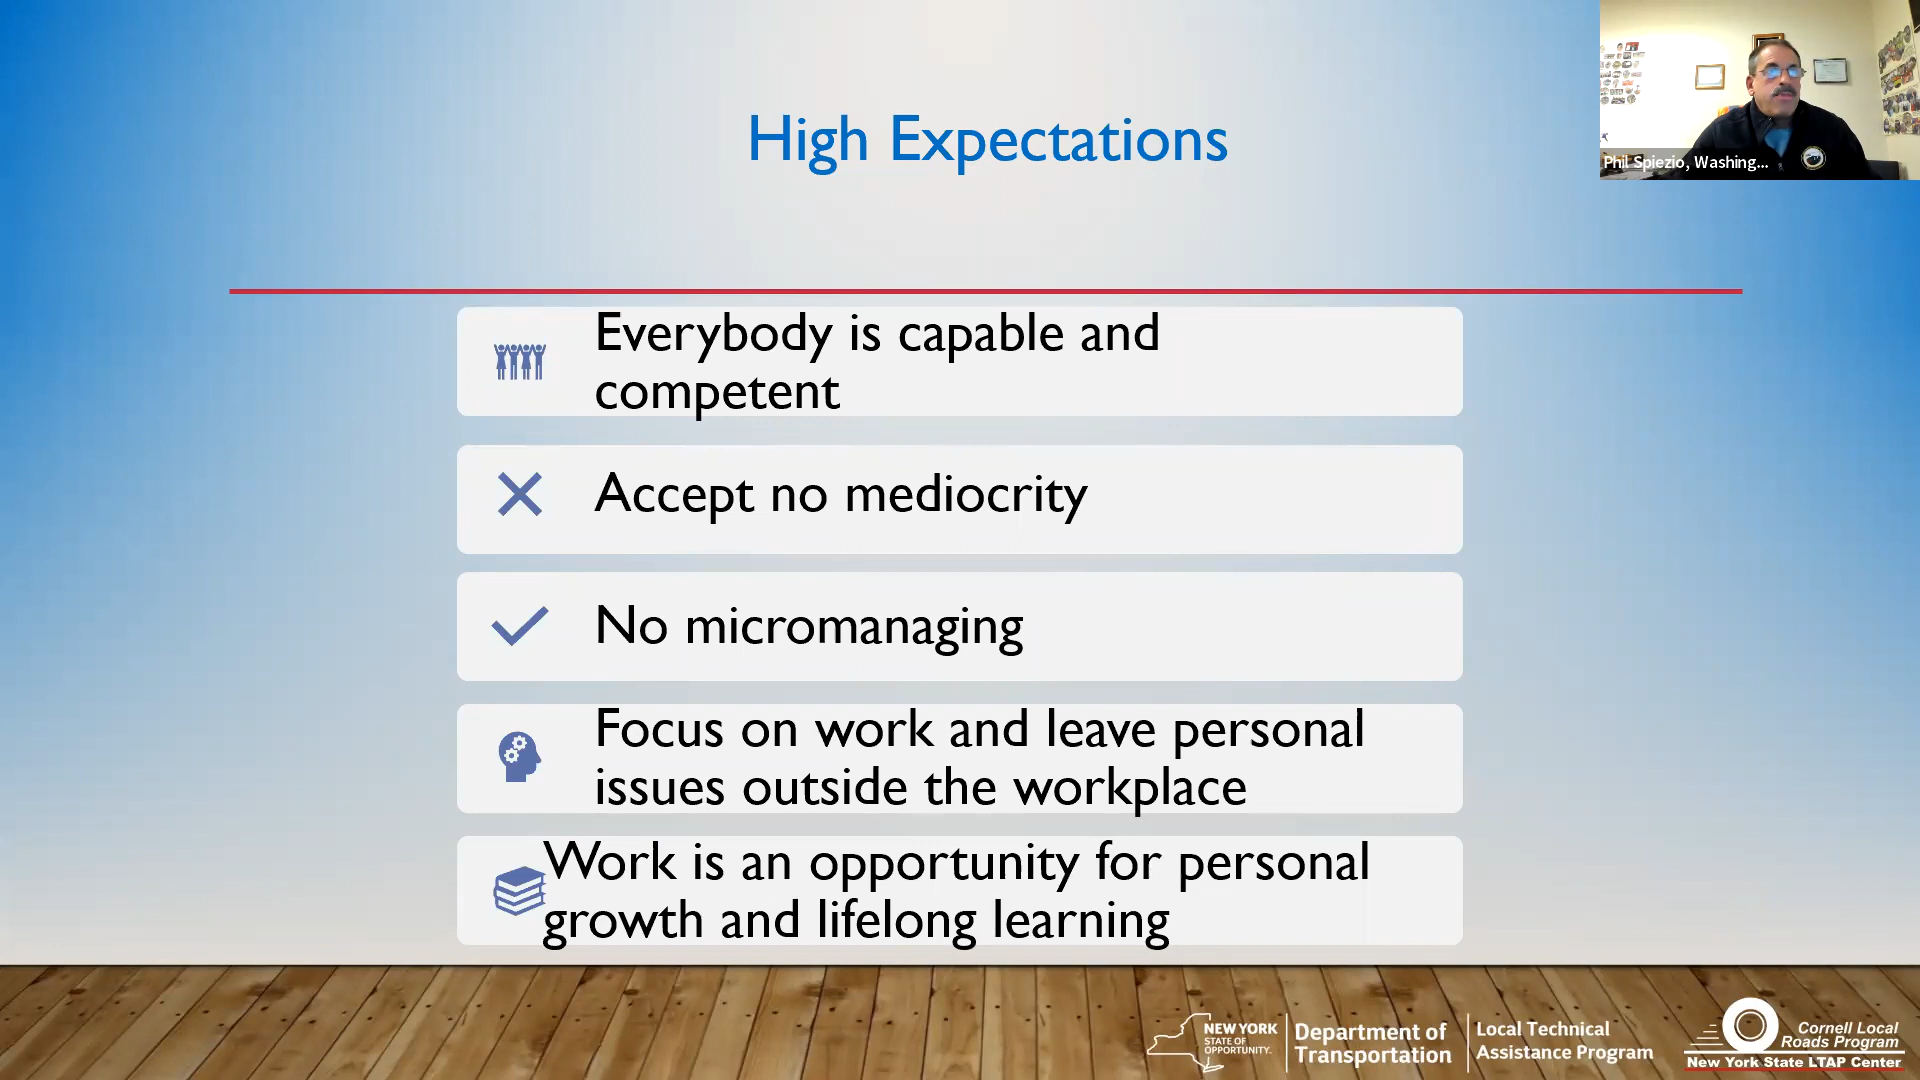 High Expectations
Phil Spiezio, Washing...
Everybody is capable and
competent
Accept no mediocrity
No micromanaging
Focus on work and leave personal
issues outside the workplace
Work is an opportunity for personal
growth and lifelong learning
NEW YORK
STATE OF
OPPORTUNITY.
Department of
Transportation
Local Technical
Assistance Program
Cornell Local
Roads Program
New York State LTAP Center